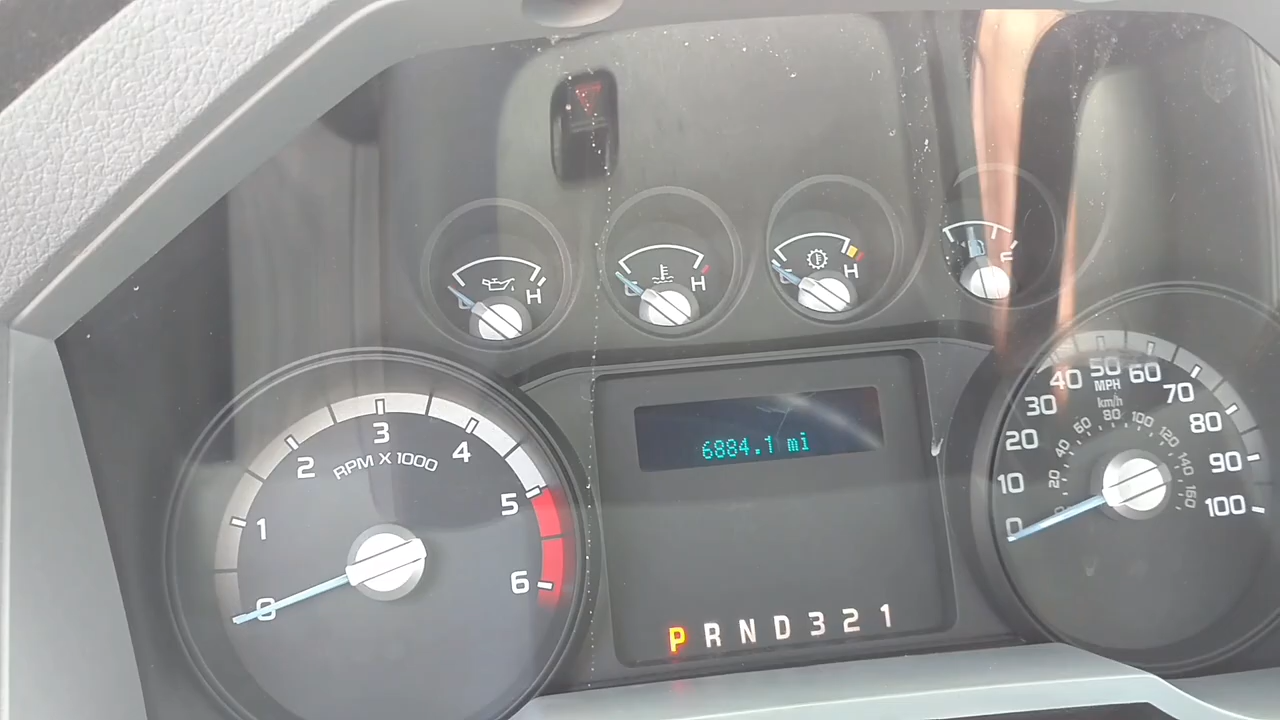 H
C H
C H
F
6884.1 mi
P R N D 3 2 1
0 1 2 3 4 5 6
RPM X 1000
0 10 20 30 40 50 60 70 80 90 100
MPH
km/h
20 40 60 80 100 120 140 160